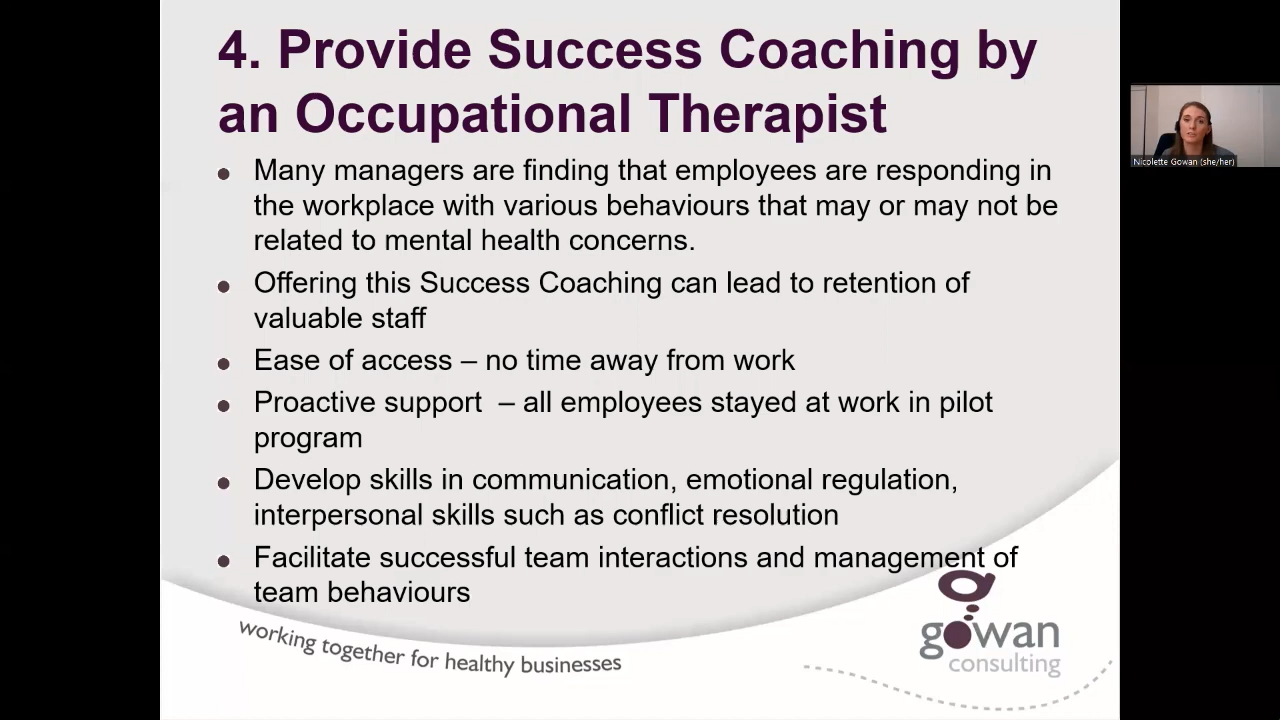 4. Provide Success Coaching by
an Occupational Therapist
• Many managers are finding that employees are responding in
the workplace with various behaviours that may or may not be
related to mental health concerns.
• Offering this Success Coaching can lead to retention of
valuable staff
• Ease of access – no time away from work
• Proactive support  – all employees stayed at work in pilot
program
• Develop skills in communication, emotional regulation,
interpersonal skills such as conflict resolution
• Facilitate successful team interactions and management of
team behaviours
working together for healthy businesses
gowan
consulting
Nicolette Gowan (she/her)